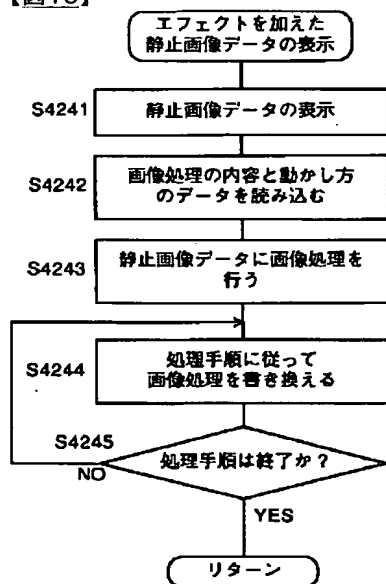 エフェクトを加えた
静止画像データの表示
S4241
静止画像データの表示
S4242
画像処理の内容と動かし方
のデータを読み込む
S4243
静止画像データに画像処理を
行う
S4244
処理手順に従って
画像処理を書き換える
S4245
処理手順は終了か?
NO
YES
リターン